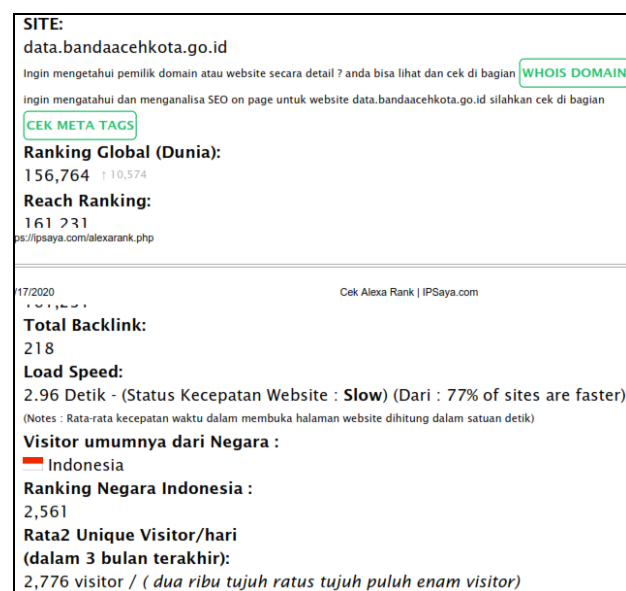 SITE:
data.bandaacehkota.go.id
Ingin mengetahui pemilik domain atau website secara detail ? anda bisa lihat dan cek di bagian WHOIS DOMAIN
ingin mengatahui dan menganalisa SEO on page untuk website data.bandaacehkota.go.id silahkan cek di bagian
CEK META TAGS
Ranking Global (Dunia):
156,764 ↑ 10,574
Reach Ranking:
161 231
ps://ipsaya.com/alexarank.php
/17/2020 Cek Alexa Rank | IPSaya.com
Total Backlink:
218
Load Speed:
2.96 Detik - (Status Kecepatan Website : Slow) (Dari : 77% of sites are faster)
(Notes : Rata-rata kecepatan waktu dalam membuka halaman website dihitung dalam satuan detik)
Visitor umumnya dari Negara :
Indonesia
Ranking Negara Indonesia :
2,561
Rata2 Unique Visitor/hari
(dalam 3 bulan terakhir):
2,776 visitor / ( dua ribu tujuh ratus tujuh puluh enam visitor)